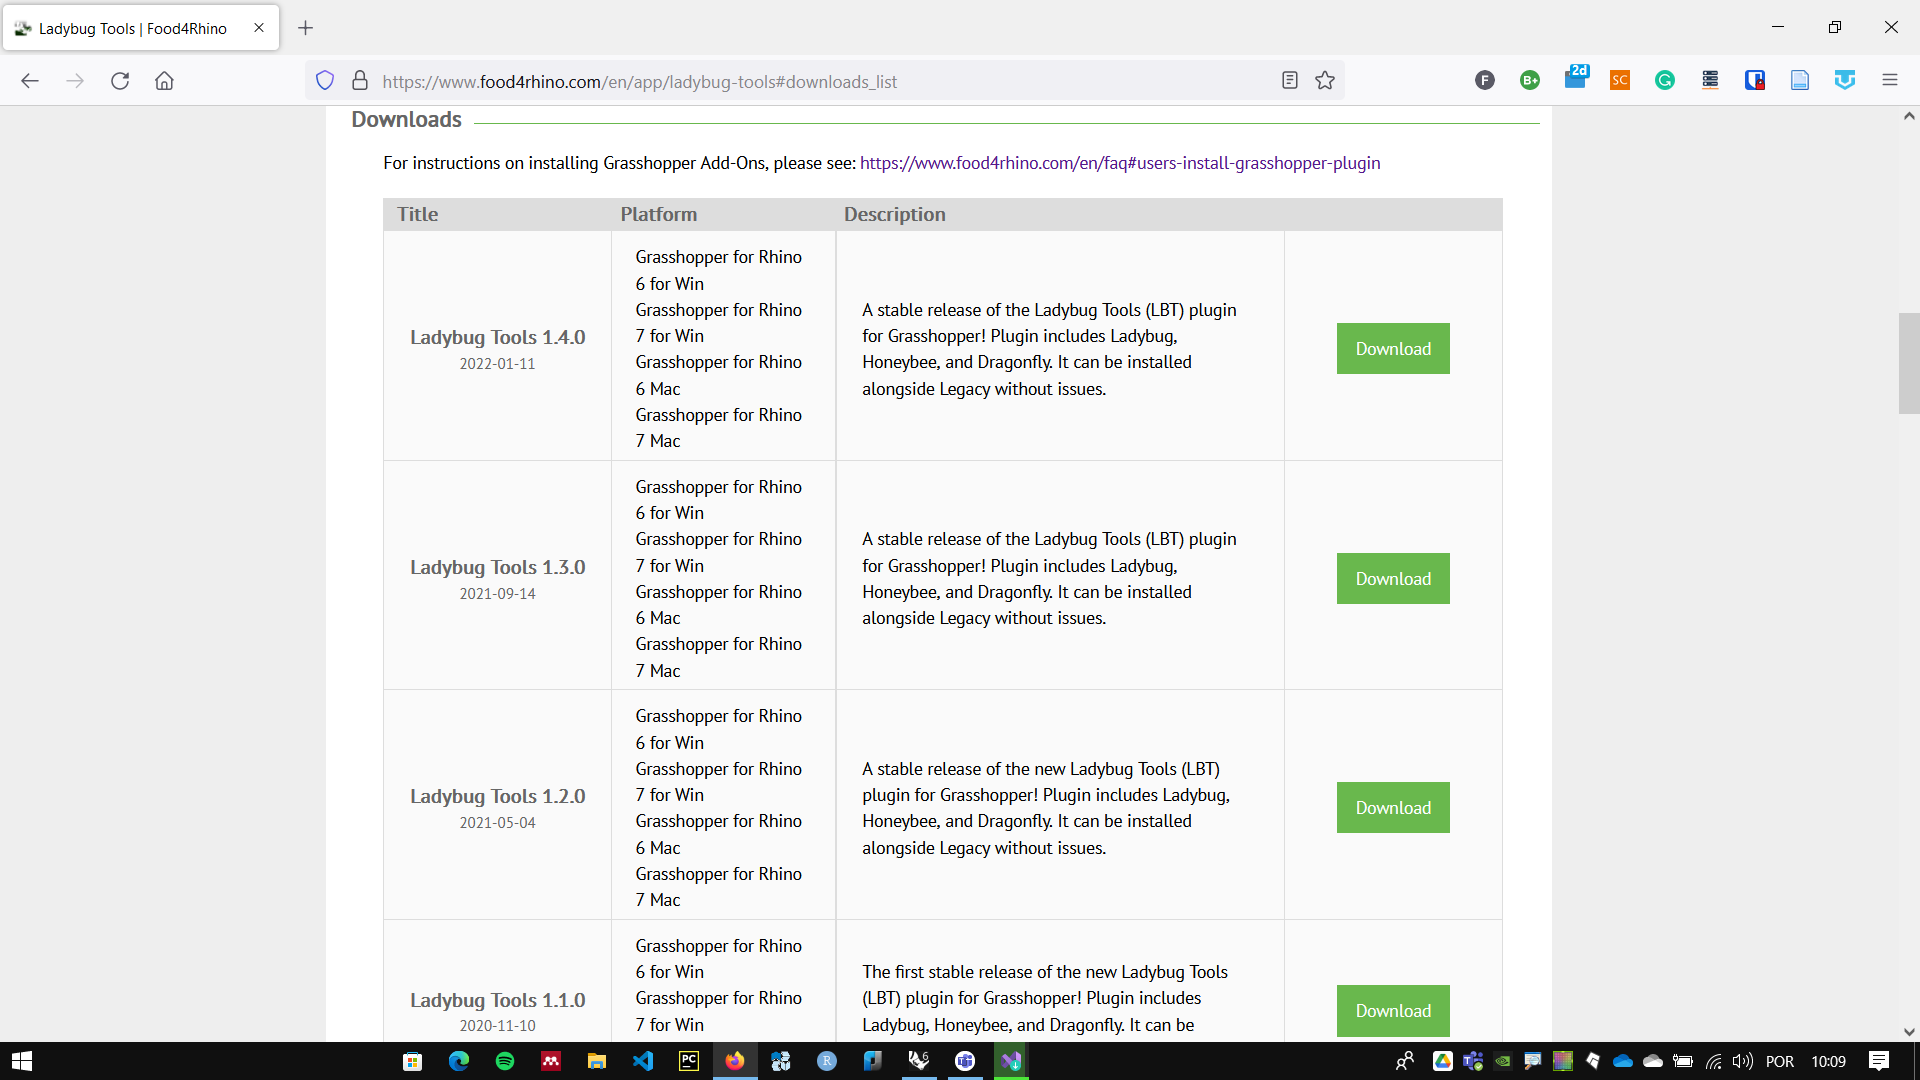 Ladybug Tools | Food4Rhino
https://www.food4rhino.com/en/app/ladybug-tools#downloads_list
F
B+
2d
SC
G
Downloads
For instructions on installing Grasshopper Add-Ons, please see: https://www.food4rhino.com/en/faq#users-install-grasshopper-plugin
Title Platform Description
Ladybug Tools 1.4.0
2022-01-11
Grasshopper for Rhino
6 for Win
Grasshopper for Rhino
7 for Win
Grasshopper for Rhino
6 Mac
Grasshopper for Rhino
7 Mac
A stable release of the Ladybug Tools (LBT) plugin
for Grasshopper! Plugin includes Ladybug,
Honeybee, and Dragonfly. It can be installed
alongside Legacy without issues.
Download
Ladybug Tools 1.3.0
2021-09-14
Grasshopper for Rhino
6 for Win
Grasshopper for Rhino
7 for Win
Grasshopper for Rhino
6 Mac
Grasshopper for Rhino
7 Mac
A stable release of the Ladybug Tools (LBT) plugin
for Grasshopper! Plugin includes Ladybug,
Honeybee, and Dragonfly. It can be installed
alongside Legacy without issues.
Download
Ladybug Tools 1.2.0
2021-05-04
Grasshopper for Rhino
6 for Win
Grasshopper for Rhino
7 for Win
Grasshopper for Rhino
6 Mac
Grasshopper for Rhino
7 Mac
A stable release of the new Ladybug Tools (LBT)
plugin for Grasshopper! Plugin includes Ladybug,
Honeybee, and Dragonfly. It can be installed
alongside Legacy without issues.
Download
Ladybug Tools 1.1.0
2020-11-10
Grasshopper for Rhino
6 for Win
Grasshopper for Rhino
7 for Win
The first stable release of the new Ladybug Tools
(LBT) plugin for Grasshopper! Plugin includes
Ladybug, Honeybee, and Dragonfly. It can be
Download
PC
R
6
POR
10:09